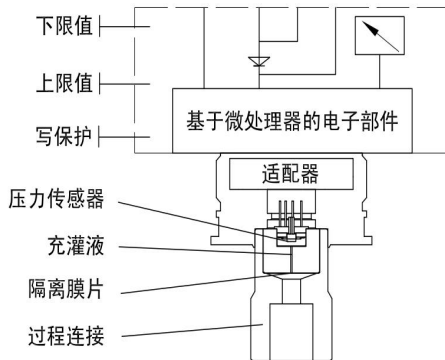 下限值
上限值
写保护
基于微处理器的电子部件
适配器
压力传感器
充灌液
隔离膜片
过程连接